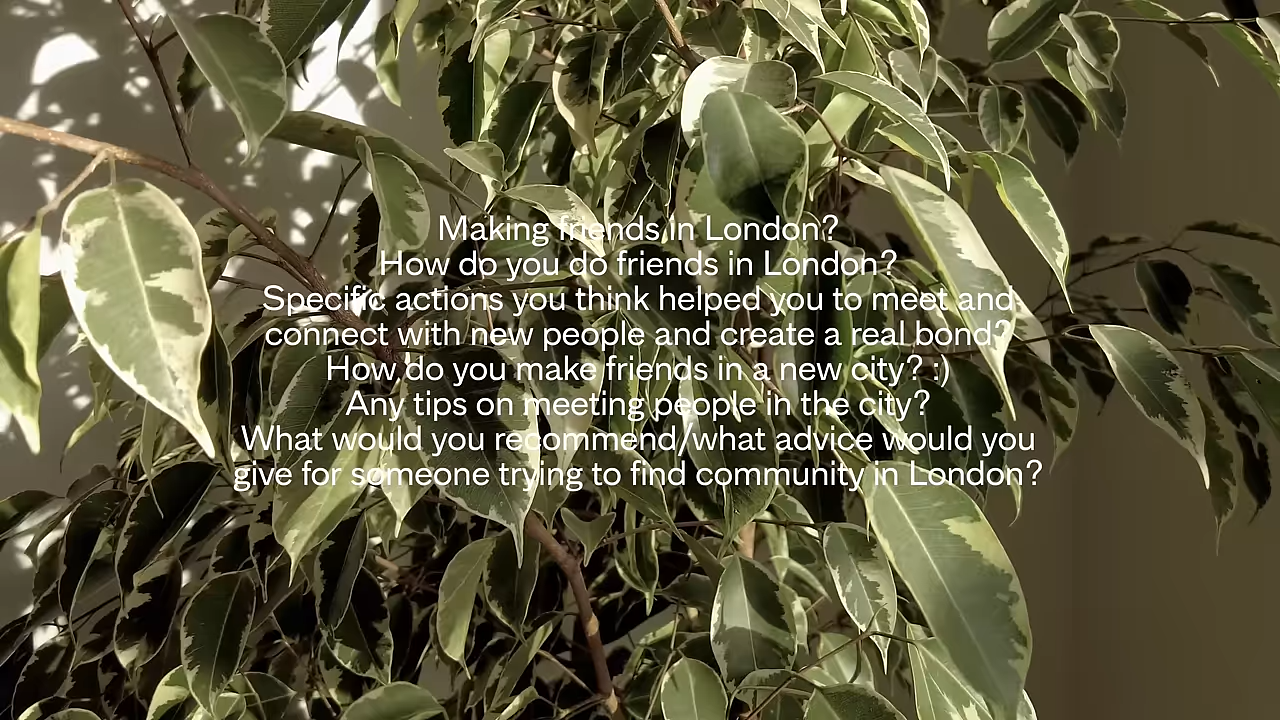 Making friends in London?
How do you do friends in London?
Specific actions you think helped you to meet and
connect with new people and create a real bond?
How do you make friends in a new city? :)
Any tips on meeting people in the city?
What would you recommend/what advice would you
give for someone trying to find community in London?